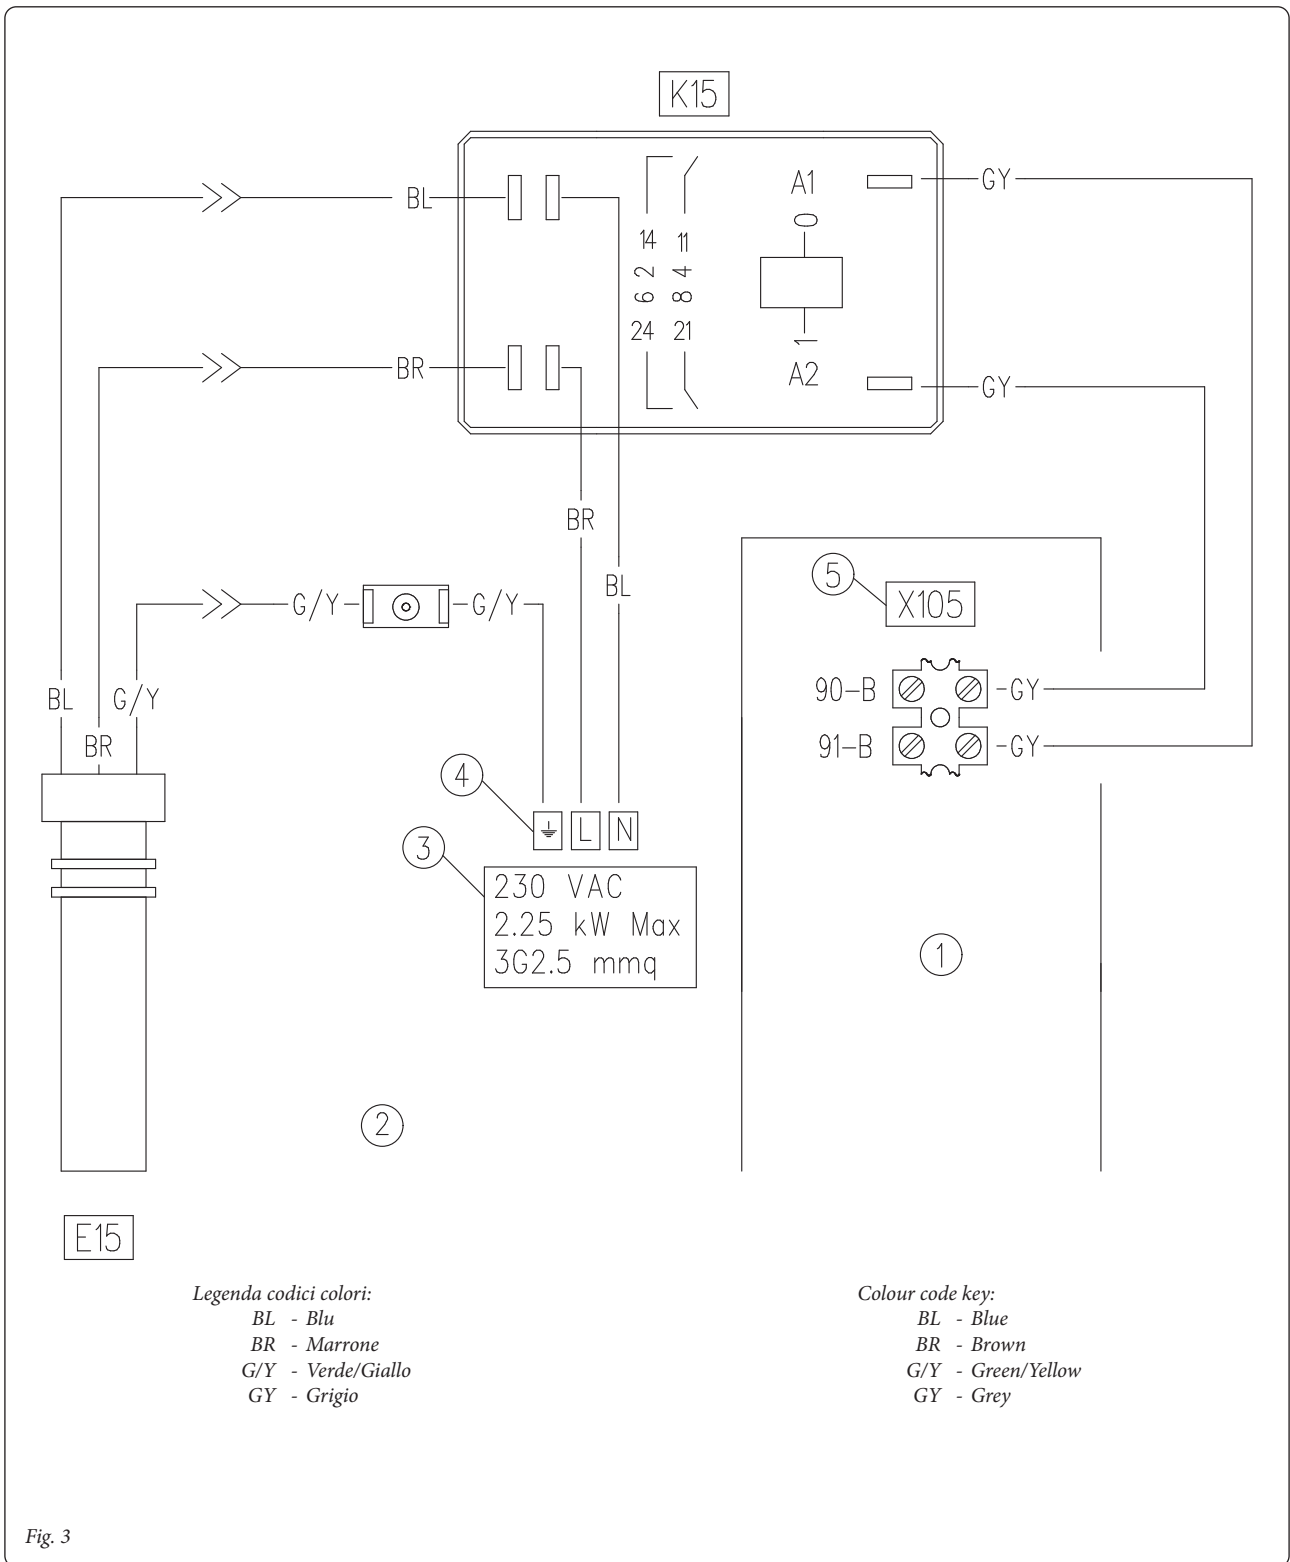 K15
BL
A1
GY
0
14 11
2 4
6 8
24 21
1
BR
A2
GY
BR
BL
5
X105
G/Y
G/Y
BL
G/Y
BR
90-B
GY
91-B
GY
4
L
N
3
230 VAC
2.25 kW Max
3G2.5 mmq
1
2
E15
Legenda codici colori:
BL - Blu
BR - Marrone
G/Y - Verde/Giallo
GY - Grigio
Colour code key:
BL - Blue
BR - Brown
G/Y - Green/Yellow
GY - Grey
Fig. 3